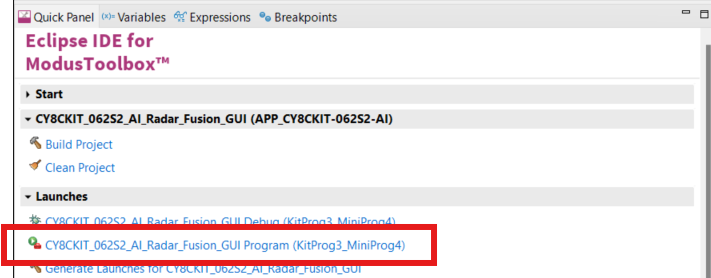 Quick Panel (x)= Variables Expressions Breakpoints
Eclipse IDE for
ModusToolbox™
Start
CY8CKIT_062S2_AI_Radar_Fusion_GUI (APP_CY8CKIT-062S2-AI)
Build Project
Clean Project
Launches
CY8CKIT_062S2_AI_Radar_Fusion_GUI Debug (KitProg3_MiniProg4)
CY8CKIT_062S2_AI_Radar_Fusion_GUI Program (KitProg3_MiniProg4)
Generate Launches for CY8CKIT_062S2_AI_Radar_Fusion_GUI